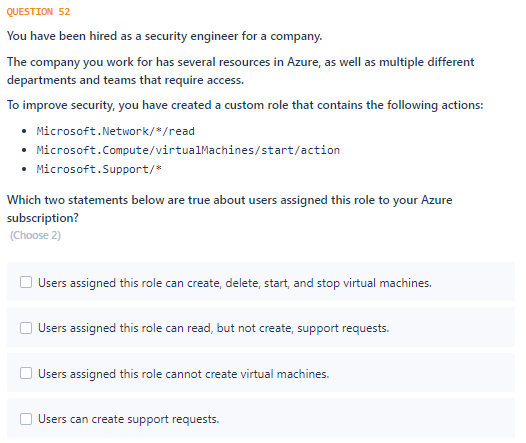 QUESTION 52
You have been hired as a security engineer for a company.
The company you work for has several resources in Azure, as well as multiple different
departments and teams that require access.
To improve security, you have created a custom role that contains the following actions:
• Microsoft.Network/*/read
• Microsoft.Compute/virtualMachines/start/action
• Microsoft.Support/*
Which two statements below are true about users assigned this role to your Azure
subscription?
(Choose 2)
Users assigned this role can create, delete, start, and stop virtual machines.
Users assigned this role can read, but not create, support requests.
Users assigned this role cannot create virtual machines.
Users can create support requests.